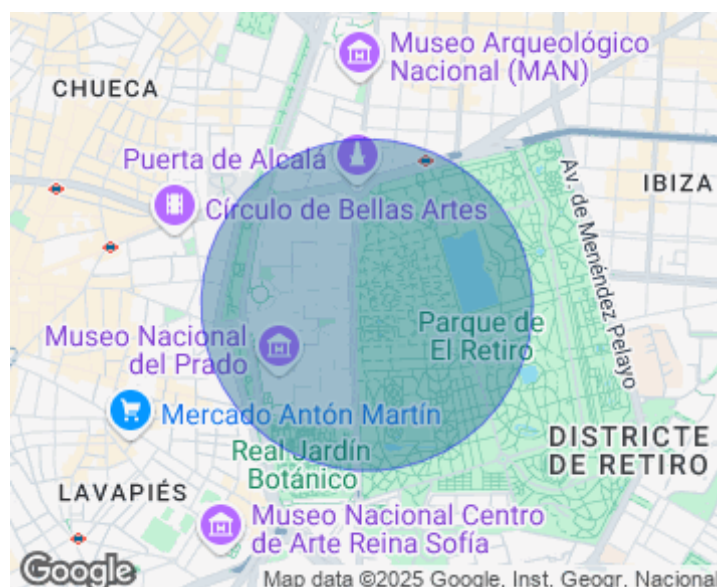 Museo Arqueológico
Nacional (MAN)
CHUECA
Puerta de Alcalá
IBIZA
Círculo de Bellas Artes
Av. de Menéndez Pelayo
Museo Nacional
del Prado
Parque de
El Retiro
Mercado Antón Martín
Real Jardín
Botánico
DISTRICTE
DE RETIRO
LAVAPIÉS
Museo Nacional Centro
de Arte Reina Sofía
Google
Map data ©2025 Google, Inst. Geogr. Nacional